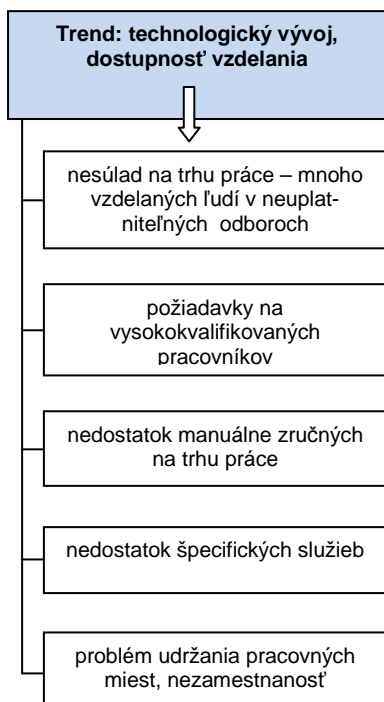 Trend: technologický vývoj,
dostupnosť vzdelania
nesúlad na trhu práce – mnoho
vzdelaných ľudí v neuplat-
niteľných odboroch
požiadavky na
vysokokvalifikovaných
pracovníkov
nedostatok manuálne zručných
na trhu práce
nedostatok špecifických služieb
problém udržania pracovných
miest, nezamestnanosť